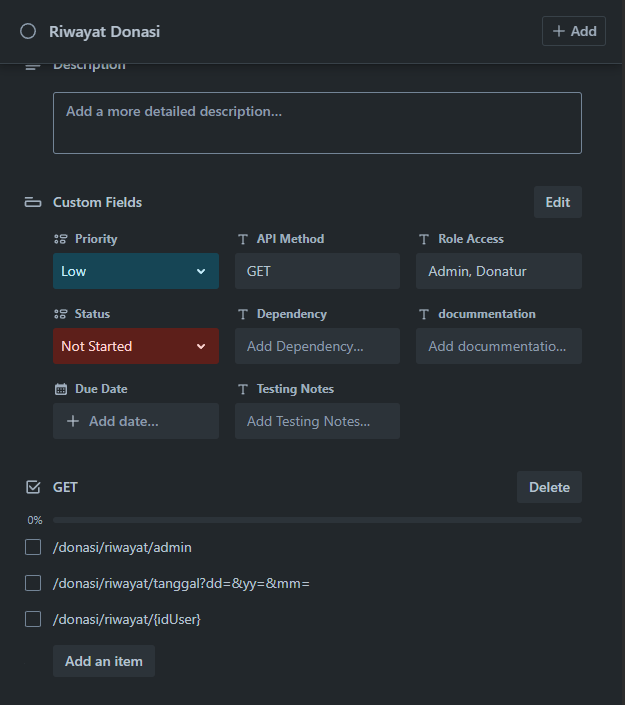 Riwayat Donasi
Add
Description
Add a more detailed description...
Custom Fields
Edit
Priority
API Method
Role Access
Low
GET
Admin, Donatur
Status
Dependency
docummentation
Not Started
Add Dependency...
Add docummentatio...
Due Date
Testing Notes
Add date...
Add Testing Notes...
GET
Delete
0%
/donasi/riwayat/admin
/donasi/riwayat/tanggal?dd=&yy=&mm=
/donasi/riwayat/{idUser}
Add an item